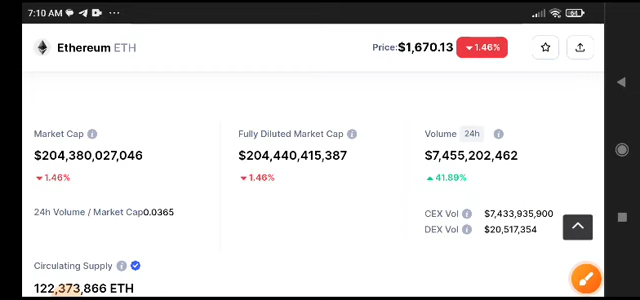 7:10 AM
64
Ethereum ETH
Price:$1,670.13 1.46%
Market Cap
$204,380,027,046
1.46%
24h Volume / Market Cap0.0365
Fully Diluted Market Cap
$204,440,415,387
1.46%
Volume 24h
$7,455,202,462
41.89%
CEX Vol $7,433,935,900
DEX Vol $20,517,354
Circulating Supply
122,373,866 ETH